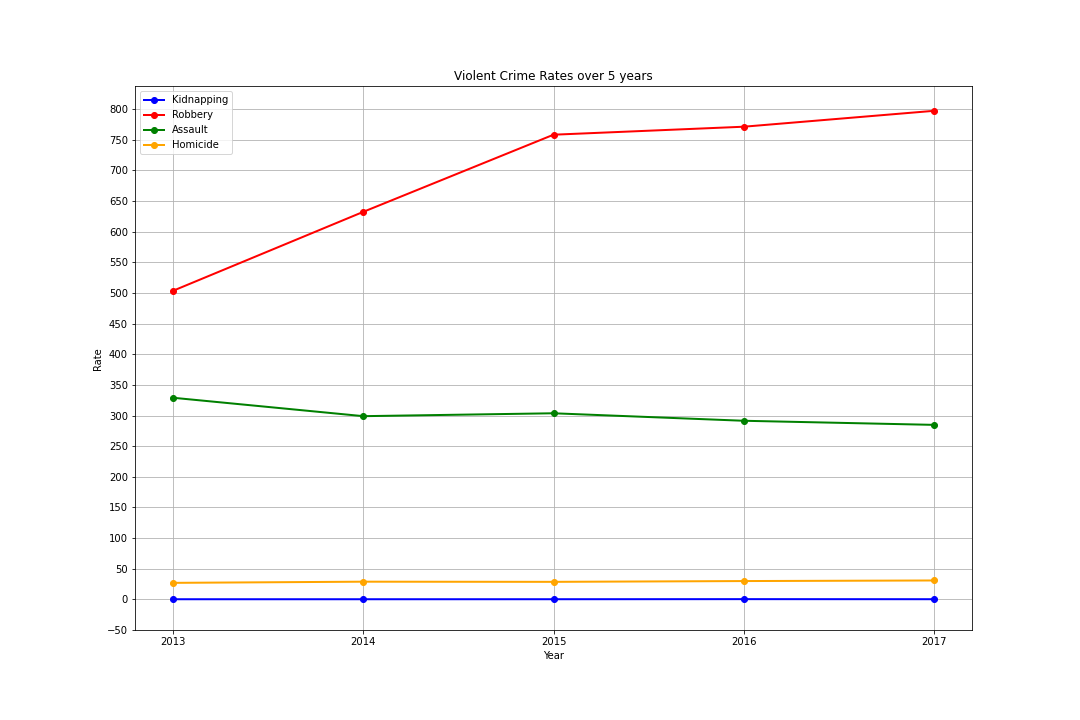 Violent Crime Rates over 5 years
Kidnapping
Robbery
Assault
Homicide
800
750
700
650
600
550
500
450
400
350
300
250
200
150
100
50
0
−50
Rate
2013 2014 2015 2016 2017
Year